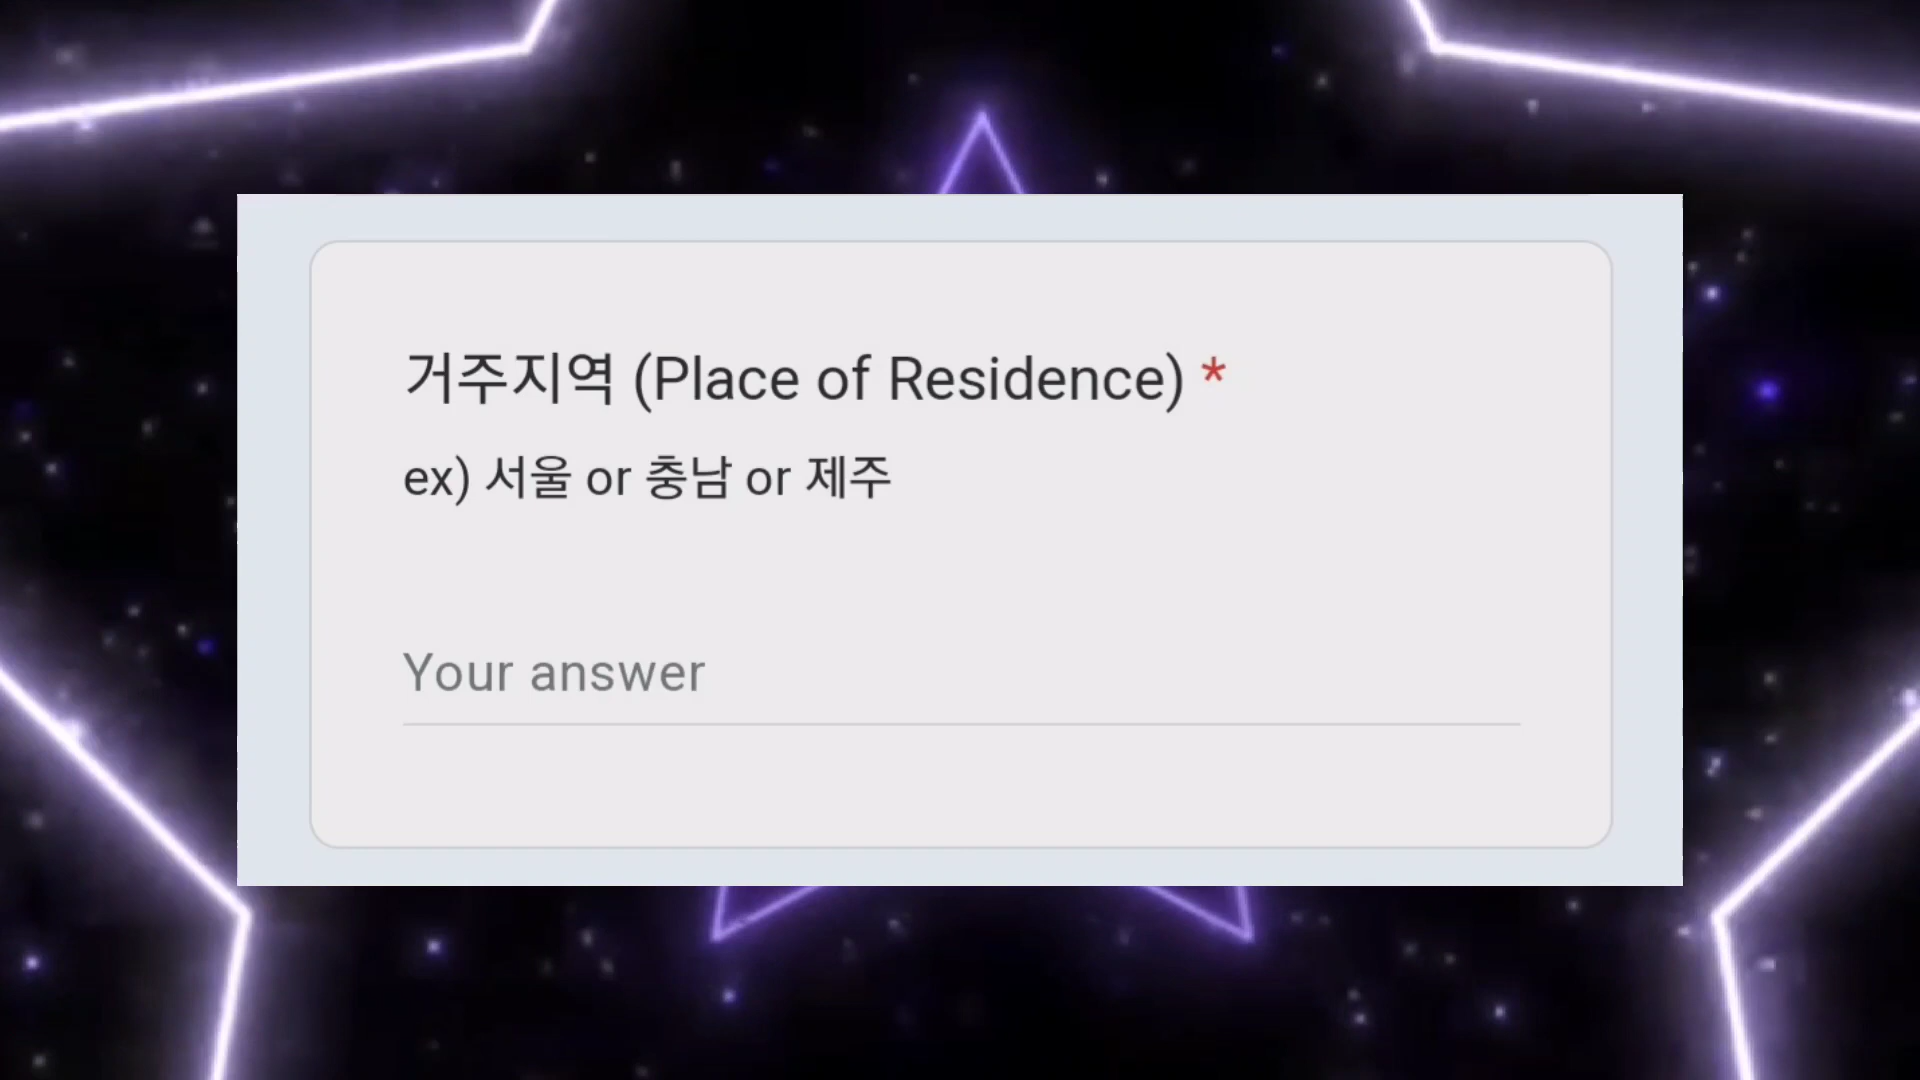 거주지역 (Place of Residence) *
ex) 서울 or 충남 or 제주
Your answer